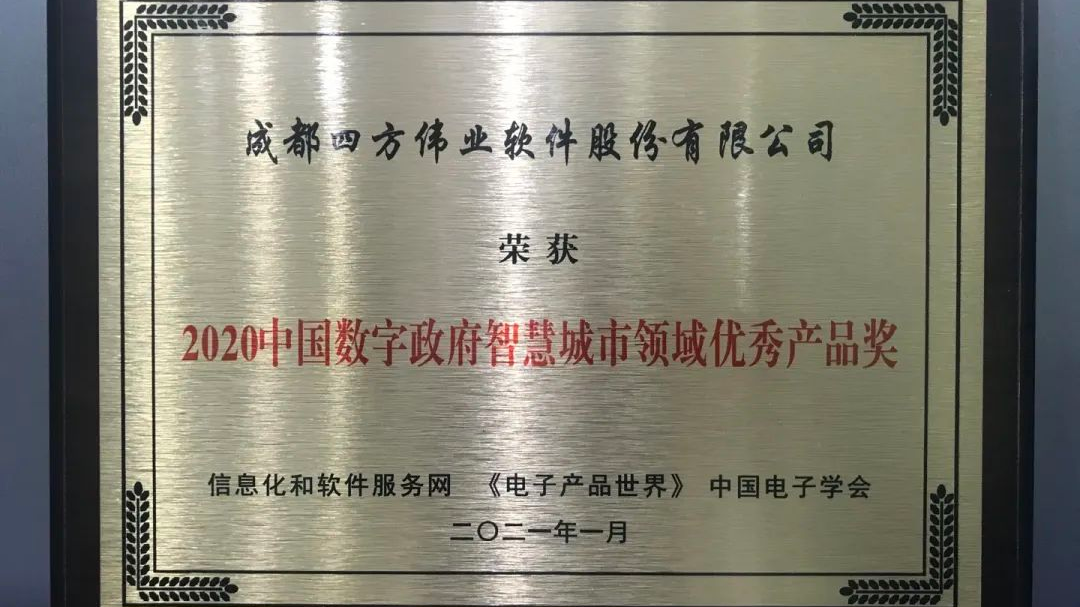 成都四方伟业软件股份有限公司
荣获
2020中国数字政府智慧城市领域优秀产品奖
信息化和软件服务网 《电子产品世界》 中国电子学会
二〇二一年一月